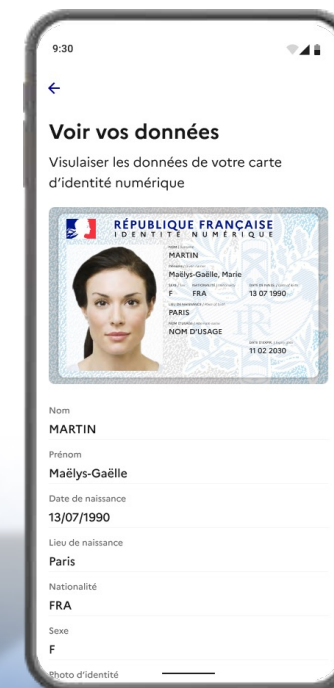 9:30
Voir vos données
Visulaiser les données de votre carte
d'identité numérique
RÉPUBLIQUE FRANÇAISE
IDENTITÉ NUMÉRIQUE
MARTIN
Maëlys-Gaëlle, Marie
F FRA 13 07 1990
PARIS
NOM D'USAGE
11 02 2030
Nom
MARTIN
Prénom
Maëlys-Gaëlle
Date de naissance
13/07/1990
Lieu de naissance
Paris
Nationalité
FRA
Sexe
F
Photo d'identité